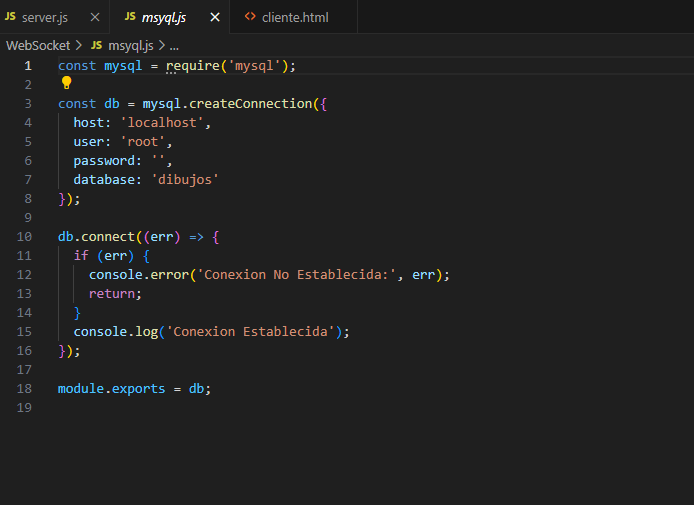 JS server.js × JS msyql.js × <> cliente.html
WebSocket > JS msyql.js > ...
1 const mysql = require('mysql');
2
3 const db = mysql.createConnection({
4 host: 'localhost',
5 user: 'root',
6 password: '',
7 database: 'dibujos'
8 });
9
10 db.connect((err) => {
11 if (err) {
12 console.error('Conexion No Establecida:', err);
13 return;
14 }
15 console.log('Conexion Establecida');
16 });
17
18 module.exports = db;
19